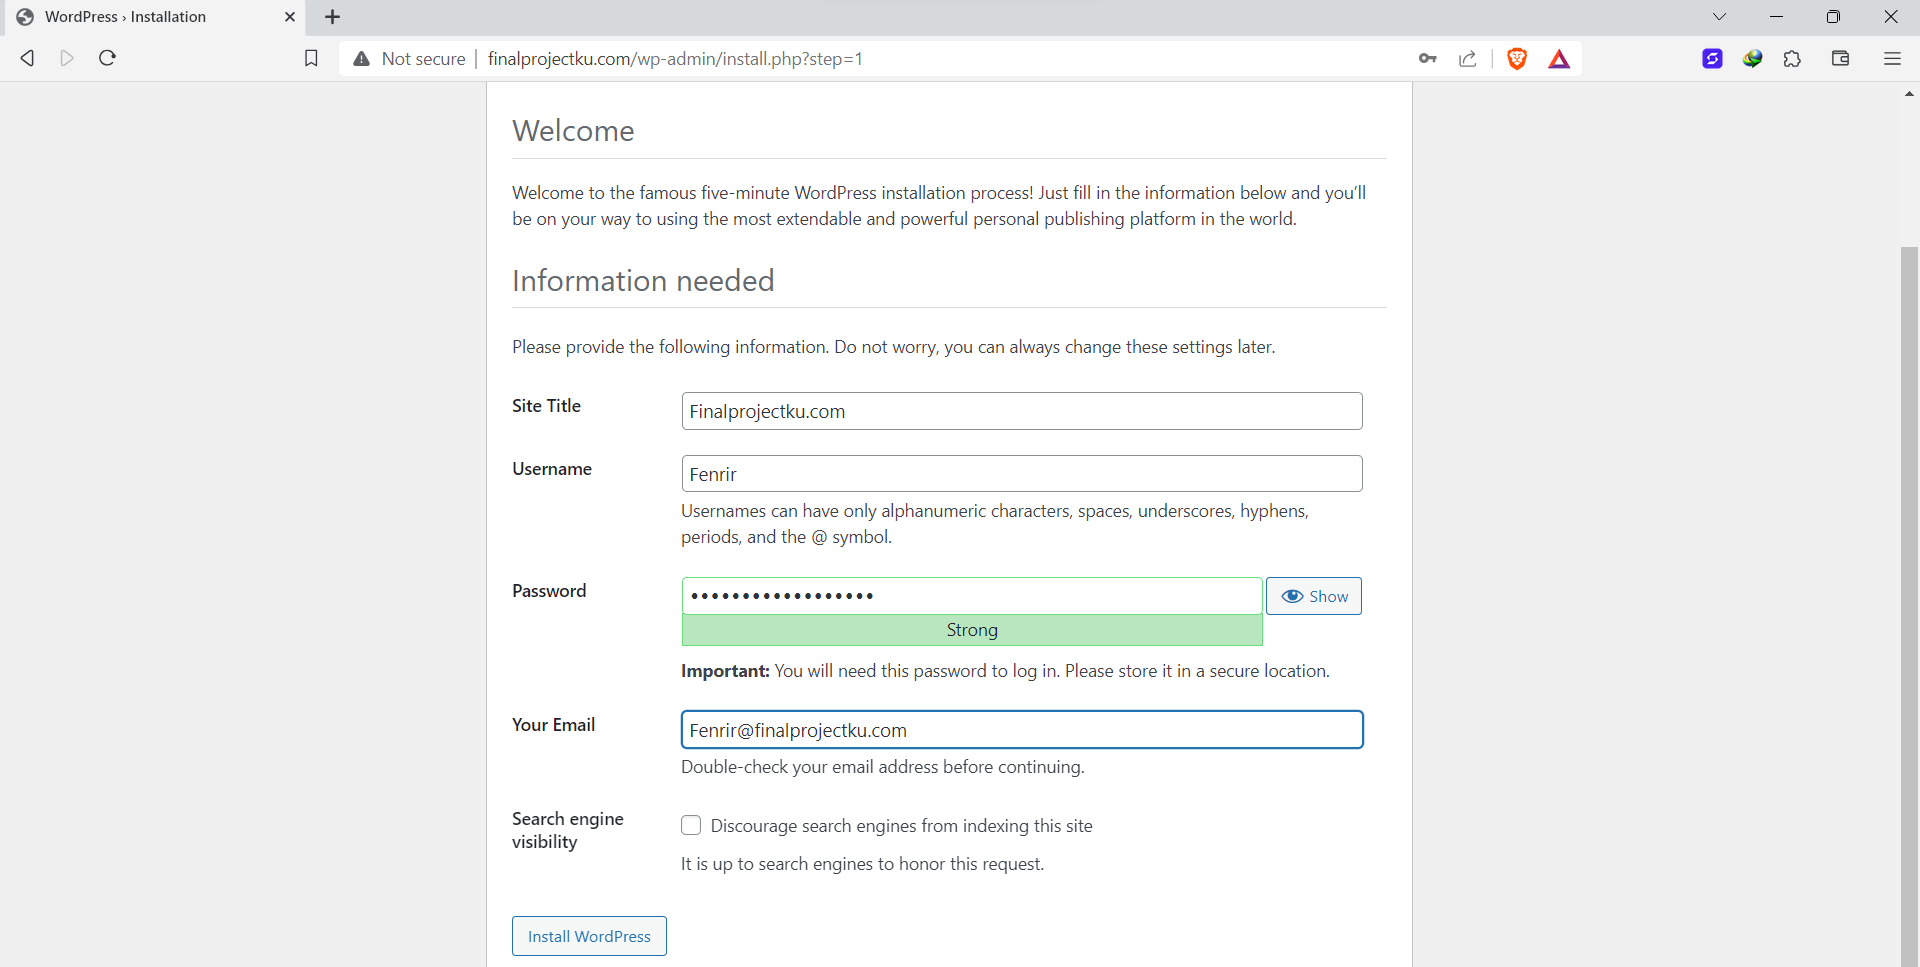 WordPress › Installation
Not secure
finalprojectku.com/wp-admin/install.php?step=1
Welcome
Welcome to the famous five-minute WordPress installation process! Just fill in the information below and you’ll
be on your way to using the most extendable and powerful personal publishing platform in the world.
Information needed
Please provide the following information. Do not worry, you can always change these settings later.
Site Title
Finalprojectku.com
Username
Fenrir
Usernames can have only alphanumeric characters, spaces, underscores, hyphens,
periods, and the @ symbol.
Password
••••••••••••••••••
Show
Strong
Important: You will need this password to log in. Please store it in a secure location.
Your Email
Fenrir@finalprojectku.com
Double-check your email address before continuing.
Search engine
visibility
Discourage search engines from indexing this site
It is up to search engines to honor this request.
Install WordPress